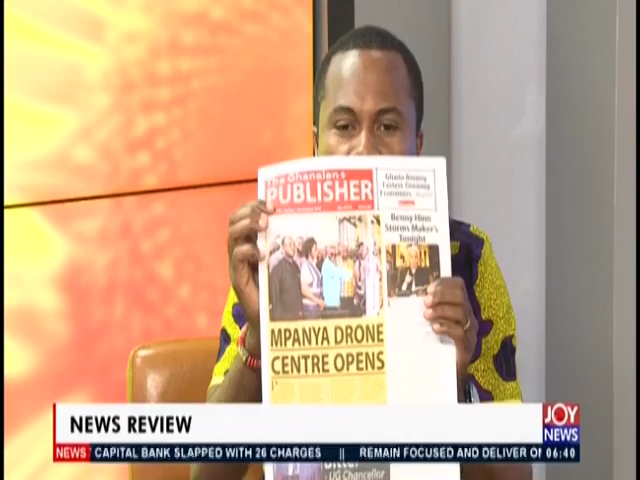 The Ghanaian's
PUBLISHER
Ghana Among
Fastest Growing
Economies
Benny Hinn
Storms Maker's
Tonight
MPANYA DRONE
CENTRE OPENS
NEWS REVIEW
JOY
NEWS
NEWS CAPITAL BANK SLAPPED WITH 26 CHARGES || REMAIN FOCUSED AND DELIVER O 06:40
: UG Chancellor